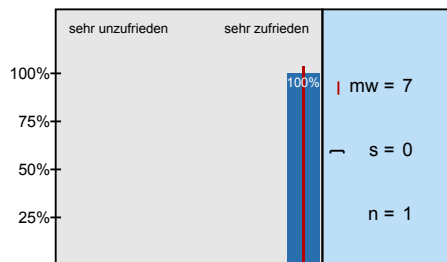 sehr unzufrieden sehr zufrieden
100%
100%
mw = 7
75%
50%
s = 0
25%
n = 1